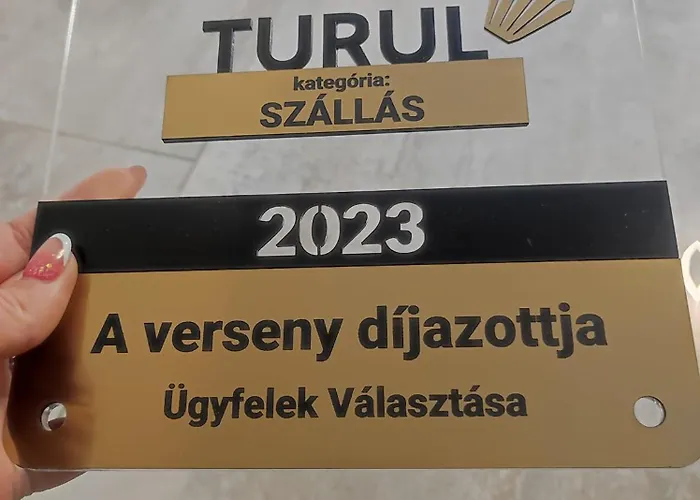 TURUL
kategória:
SZÁLLÁS
2023
A verseny díjazottja
Ügyfelek Választása